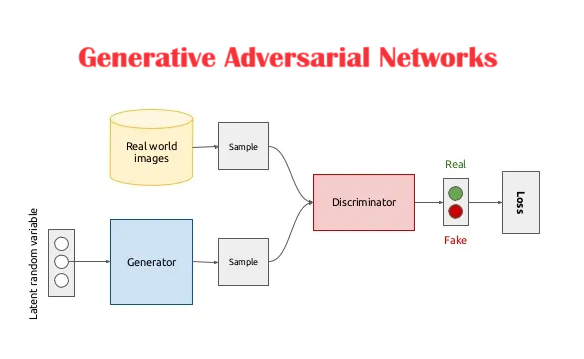 Generative Adversarial Networks
Real world
images
Sample
Real
Discriminator
Loss
Fake
Latent random variable
Generator
Sample